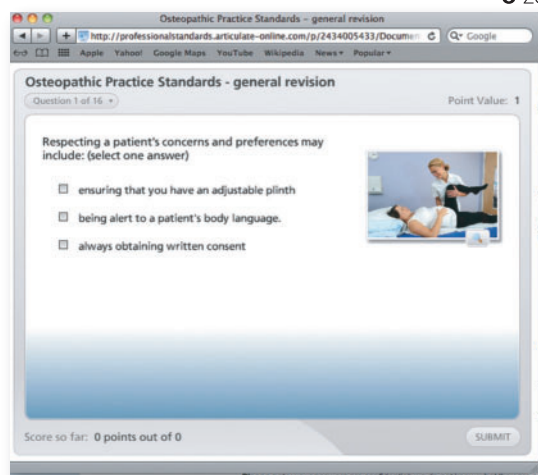 Osteopathic Practice Standards – general revision
http://professionalstandards.articulate-online.com/p/2434005433/Documen
Google
Apple Yahoo! Google Maps YouTube Wikipedia News Popular
Osteopathic Practice Standards - general revision
Question 1 of 16
Point Value: 1
Respecting a patient's concerns and preferences may
include: (select one answer)
ensuring that you have an adjustable plinth
being alert to a patient's body language.
always obtaining written consent
Score so far: 0 points out of 0
SUBMIT